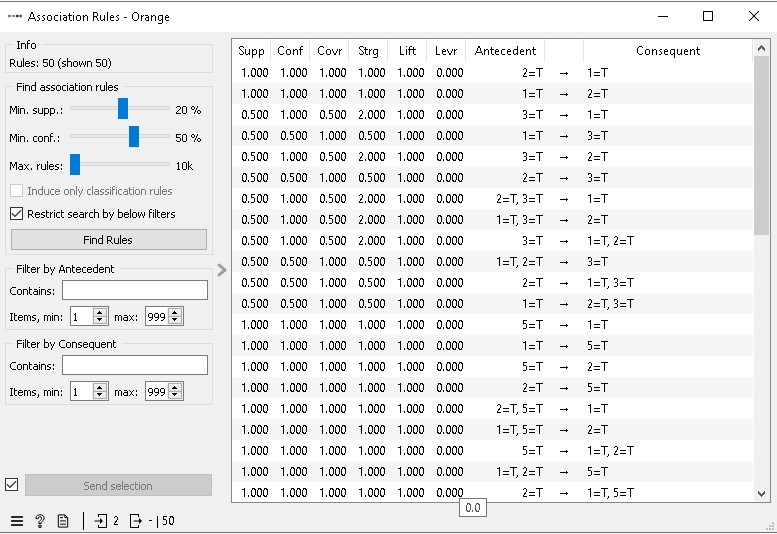 Association Rules - Orange
Info
Rules: 50 (shown 50)
Find association rules
Min. supp.: 20 %
Min. conf.: 50 %
Max. rules: 10k
Induce only classification rules
Restrict search by below filters
Find Rules
Filter by Antecedent
Contains:
Items, min: 1 max: 999
Filter by Consequent
Contains:
Items, min: 1 max: 999
Send selection
2 - | 50
Supp Conf Covr Strg Lift Levr Antecedent Consequent
1.000 1.000 1.000 1.000 1.000 0.000 2=T → 1=T
1.000 1.000 1.000 1.000 1.000 0.000 1=T → 2=T
0.500 1.000 0.500 2.000 1.000 0.000 3=T → 1=T
0.500 0.500 1.000 0.500 1.000 0.000 1=T → 3=T
0.500 1.000 0.500 2.000 1.000 0.000 3=T → 2=T
0.500 0.500 1.000 0.500 1.000 0.000 2=T → 3=T
0.500 1.000 0.500 2.000 1.000 0.000 2=T, 3=T → 1=T
0.500 1.000 0.500 2.000 1.000 0.000 1=T, 3=T → 2=T
0.500 1.000 0.500 2.000 1.000 0.000 3=T → 1=T, 2=T
0.500 0.500 1.000 0.500 1.000 0.000 1=T, 2=T → 3=T
0.500 0.500 1.000 0.500 1.000 0.000 2=T → 1=T, 3=T
0.500 0.500 1.000 0.500 1.000 0.000 1=T → 2=T, 3=T
1.000 1.000 1.000 1.000 1.000 0.000 5=T → 1=T
1.000 1.000 1.000 1.000 1.000 0.000 1=T → 5=T
1.000 1.000 1.000 1.000 1.000 0.000 5=T → 2=T
1.000 1.000 1.000 1.000 1.000 0.000 2=T → 5=T
1.000 1.000 1.000 1.000 1.000 0.000 2=T, 5=T → 1=T
1.000 1.000 1.000 1.000 1.000 0.000 1=T, 5=T → 2=T
1.000 1.000 1.000 1.000 1.000 0.000 5=T → 1=T, 2=T
1.000 1.000 1.000 1.000 1.000 0.000 1=T, 2=T → 5=T
1.000 1.000 1.000 1.000 1.000 0.000 2=T → 1=T, 5=T
0.0